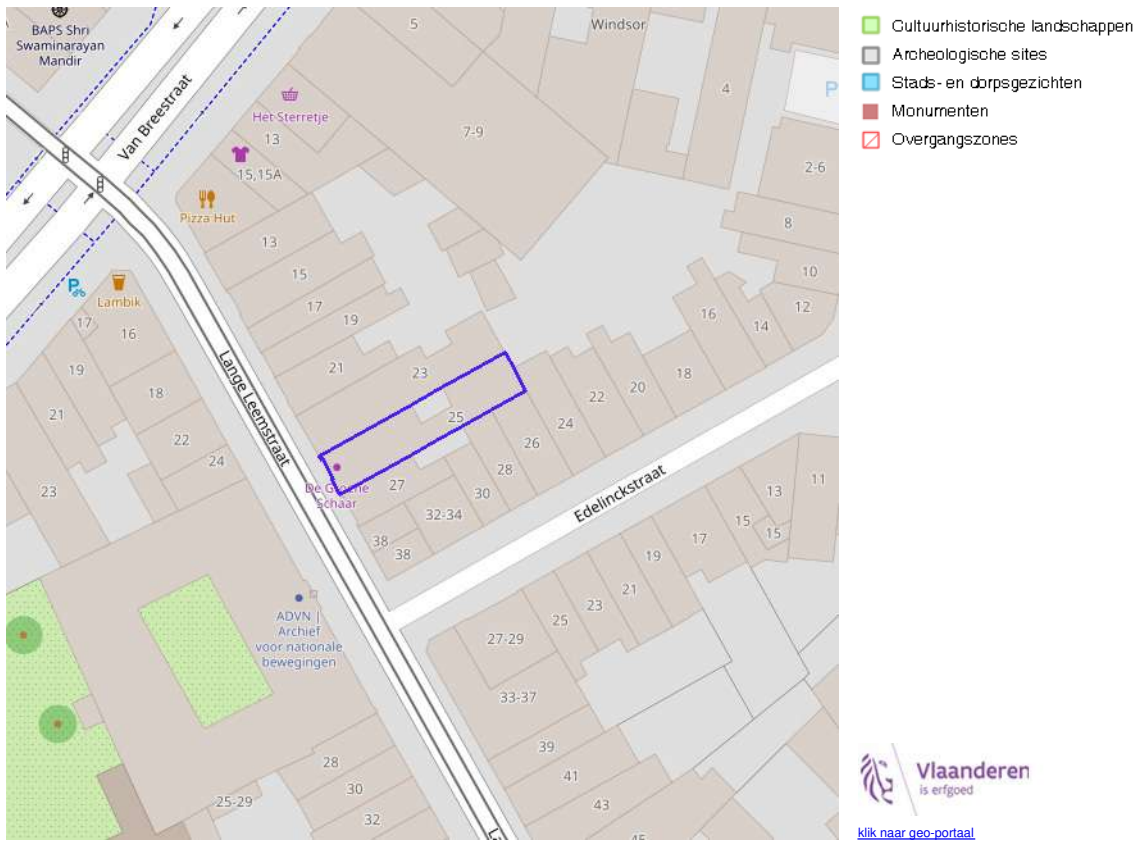 BAPS Shri
Swaminarayan
Mandir
Van Breestraat
Het Sterretje
13
15,15A
Pizza Hut
5
Windsor
7-9
4
P
2-6
8
10
12
14
16
18
20
22
24
26
28
30
32-34
38
38
13
15
17
19
21
23
25
27
De Groene
Schaar
P
Lambik
17
16
19
18
21
22
24
23
Lange Leemstraat
Edelinckstraat
11
13
15
15
17
19
21
23
25
27-29
33-37
39
41
43
45
ADVN |
Archief
voor nationale
bewegingen
28
30
32
25-29
Cultuurhistorische landschappen
Archeologische sites
Stads- en dorpsgezichten
Monumenten
Overgangszones
Vlaanderen
is erfgoed
klik naar geo-portaal